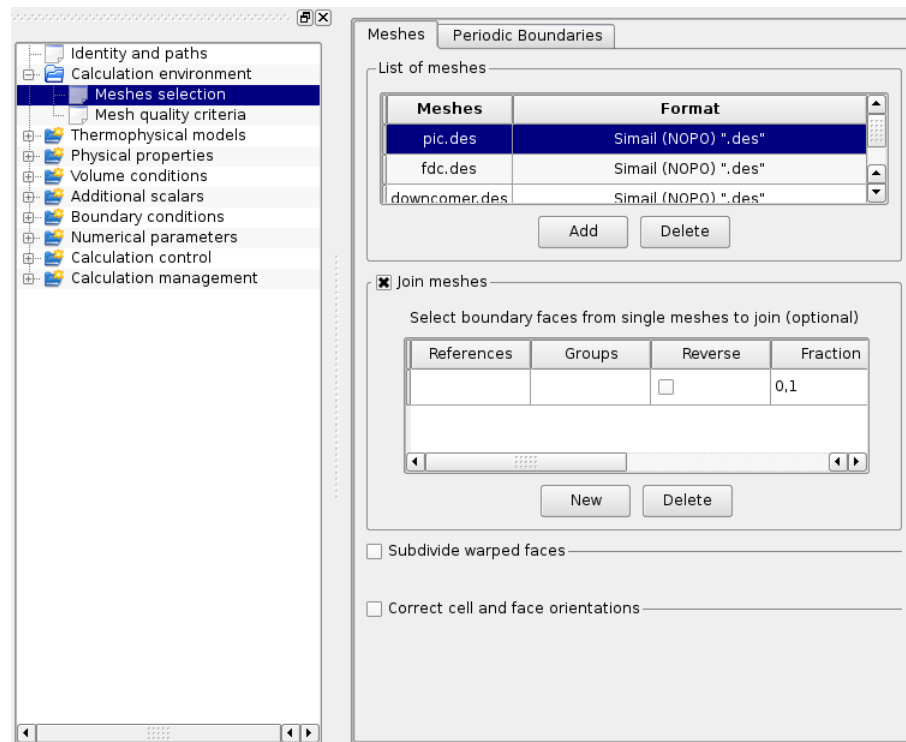 Identity and paths
Calculation environment
Meshes selection
Mesh quality criteria
Thermophysical models
Physical properties
Volume conditions
Additional scalars
Boundary conditions
Numerical parameters
Calculation control
Calculation management
Meshes Periodic Boundaries
List of meshes
Meshes Format
pic.des Simail (NOPO) ".des"
fdc.des Simail (NOPO) ".des"
downcomer.des Simail (NOPO) ".des"
Add Delete
Join meshes
Select boundary faces from single meshes to join (optional)
References Groups Reverse Fraction
0,1
New Delete
Subdivide warped faces
Correct cell and face orientations